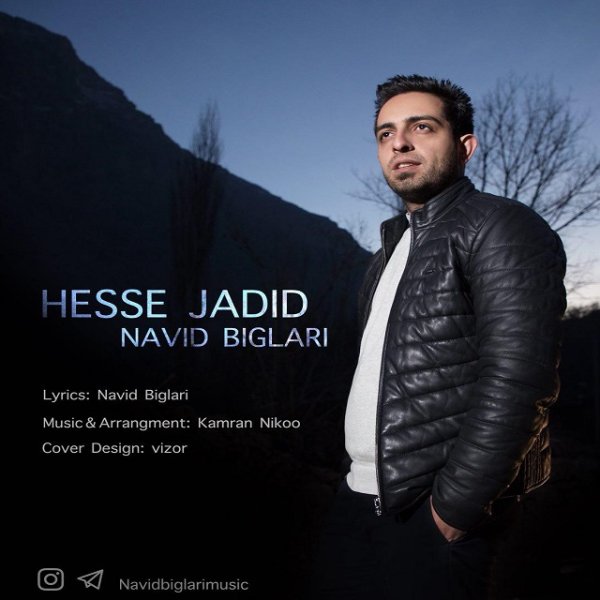 HESSE JADID
NAVID BIGLARI
Lyrics: Navid Biglari
Music & Arrangment: Kamran Nikoo
Cover Design: vizor
Navidbiglarimusic